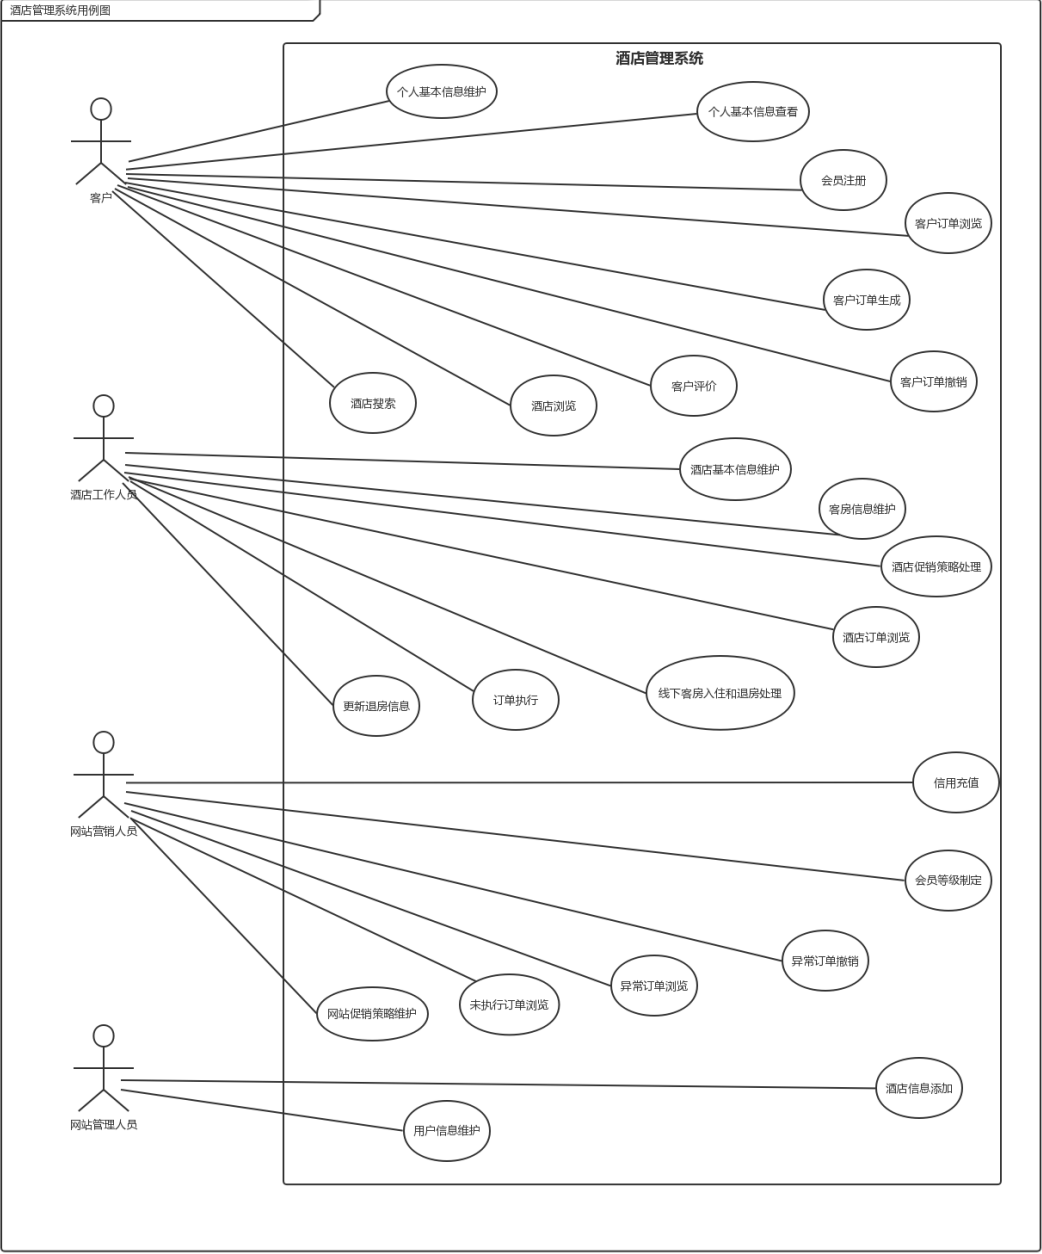 酒店管理系统用例图
酒店管理系统
个人基本信息维护
个人基本信息查看
会员注册
客户
客户订单浏览
客户订单生成
客户订单撤销
客户评价
酒店浏览
酒店搜索
酒店基本信息维护
酒店工作人员
客房信息维护
酒店促销策略处理
酒店订单浏览
线下客房入住和退房处理
订单执行
更新退房信息
信用充值
网站营销人员
会员等级制定
异常订单撤销
异常订单浏览
未执行订单浏览
网站促销策略维护
酒店信息添加
网站管理人员
用户信息维护